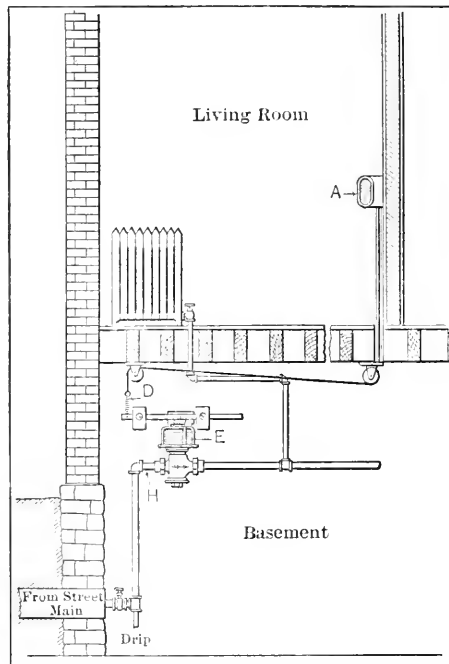 Living Room
A
D
E
H
Basement
From Street
Main
Drip